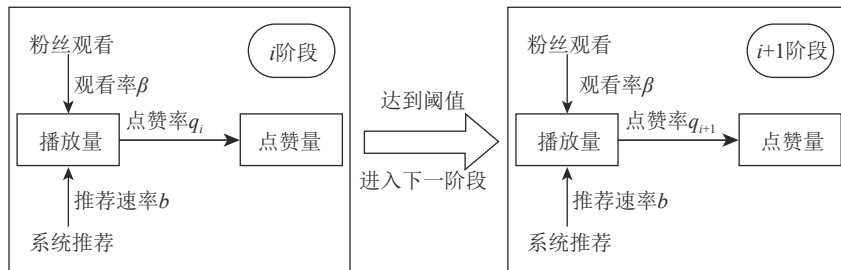 粉丝观看
i阶段
观看率β
播放量
点赞率qi
点赞量
推荐速率b
系统推荐
达到阈值
进入下一阶段
粉丝观看
i+1阶段
观看率β
播放量
点赞率qi+1
点赞量
推荐速率b
系统推荐